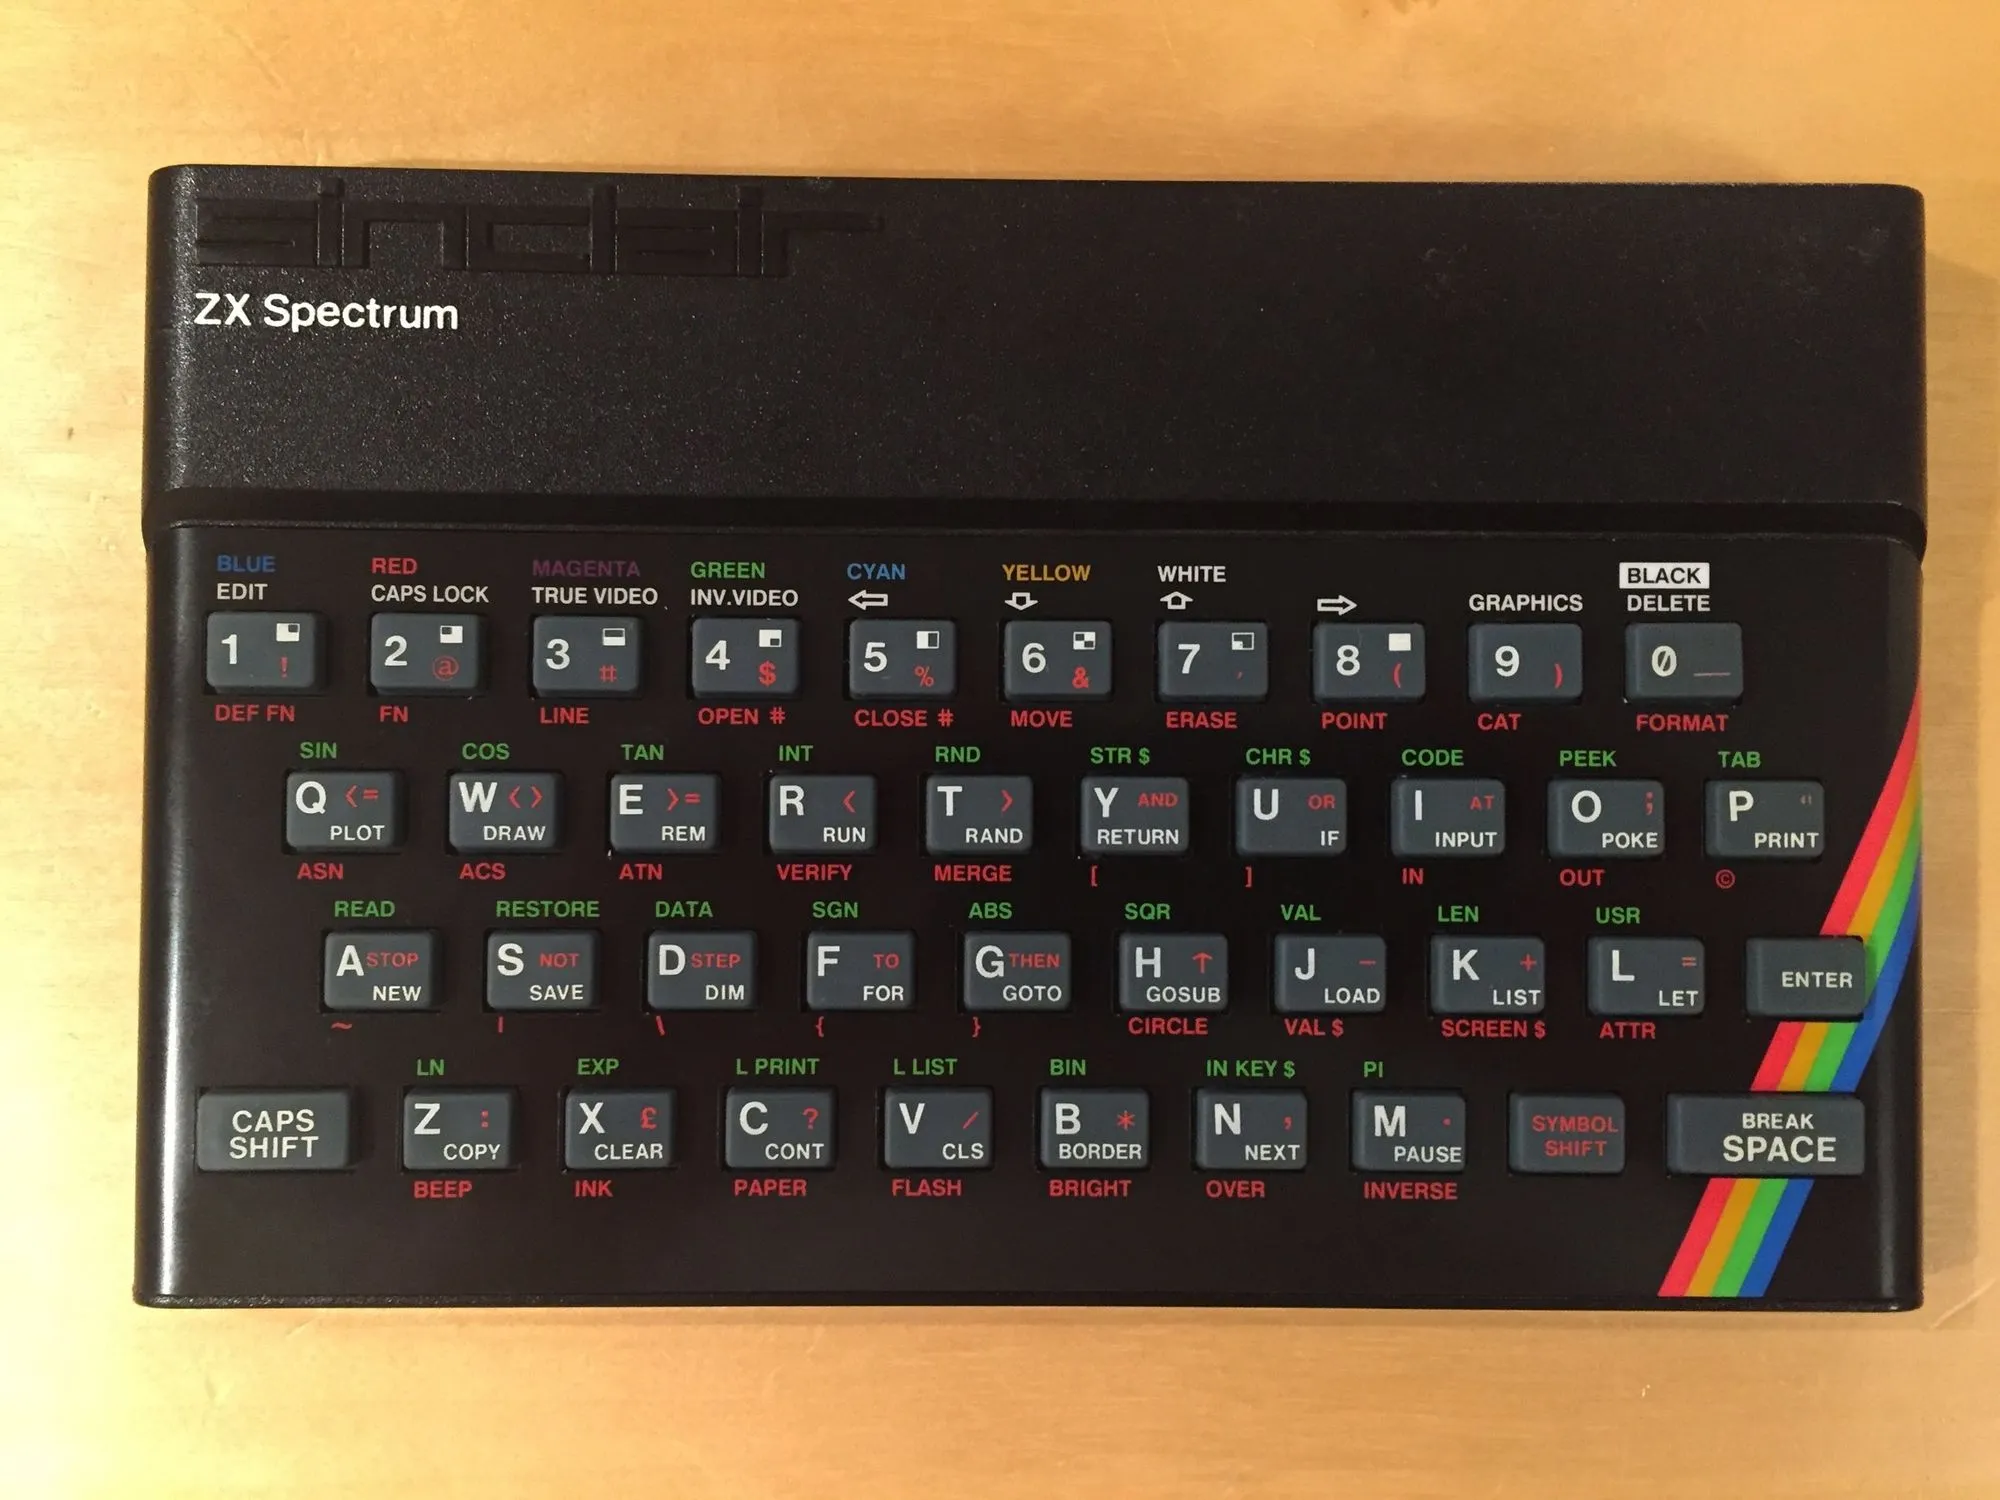 sinclair
ZX Spectrum
BLUE RED MAGENTA GREEN CYAN YELLOW WHITE BLACK
EDIT CAPS LOCK TRUE VIDEO INV.VIDEO ⇦ ⇩ ⇧ ⇨ GRAPHICS DELETE
1 ! 2 @ 3 # 4 $ 5 % 6 & 7 ' 8 ( 9 ) 0 _
DEF FN FN LINE OPEN # CLOSE # MOVE ERASE POINT CAT FORMAT
SIN COS TAN INT RND STR $ CHR $ CODE PEEK TAB
Q <= W <> E >= R < T > Y AND U OR I AT O ; P "
PLOT DRAW REM RUN RAND RETURN IF INPUT POKE PRINT
ASN ACS ATN VERIFY MERGE [ ] IN OUT ©
READ RESTORE DATA SGN ABS SQR VAL LEN USR
A STOP S NOT D STEP F TO G THEN H ↑ J − K + L = ENTER
NEW SAVE DIM FOR GOTO GOSUB LOAD LIST LET
~ | \ { } CIRCLE VAL $ SCREEN $ ATTR
LN EXP L PRINT L LIST BIN IN KEY $ PI
CAPS Z : X £ C ? V / B * N , M . SYMBOL BREAK
SHIFT COPY CLEAR CONT CLS BORDER NEXT PAUSE SHIFT SPACE
BEEP INK PAPER FLASH BRIGHT OVER INVERSE